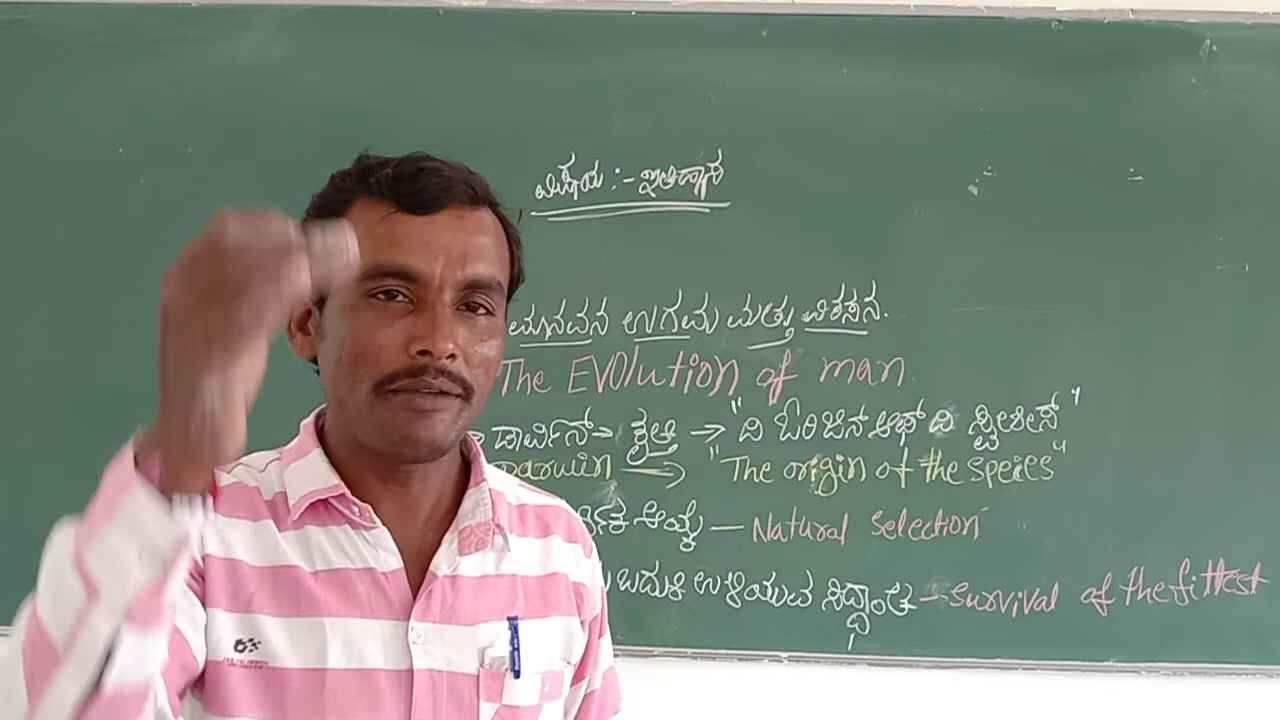 ವಿಷಯ :- ಇತಿಹಾಸ
ಮಾನವನ ಉಗಮ ಮತ್ತು ವಿಕಸನ.
The Evolution of man.
ಡಾರ್ವಿನ್ → ಕೃತಿ → "ದಿ ಓರಿಜಿನ್ ಆಫ್ ದಿ ಸ್ಪೀಶೀಸ್"
Darwin → "The origin of the speies"
ಆಯ್ಕೆ — Natural selection
ಬದುಕಿ ಉಳಿಯುವ ಸಿದ್ಧಾಂತ – survival of the fittest